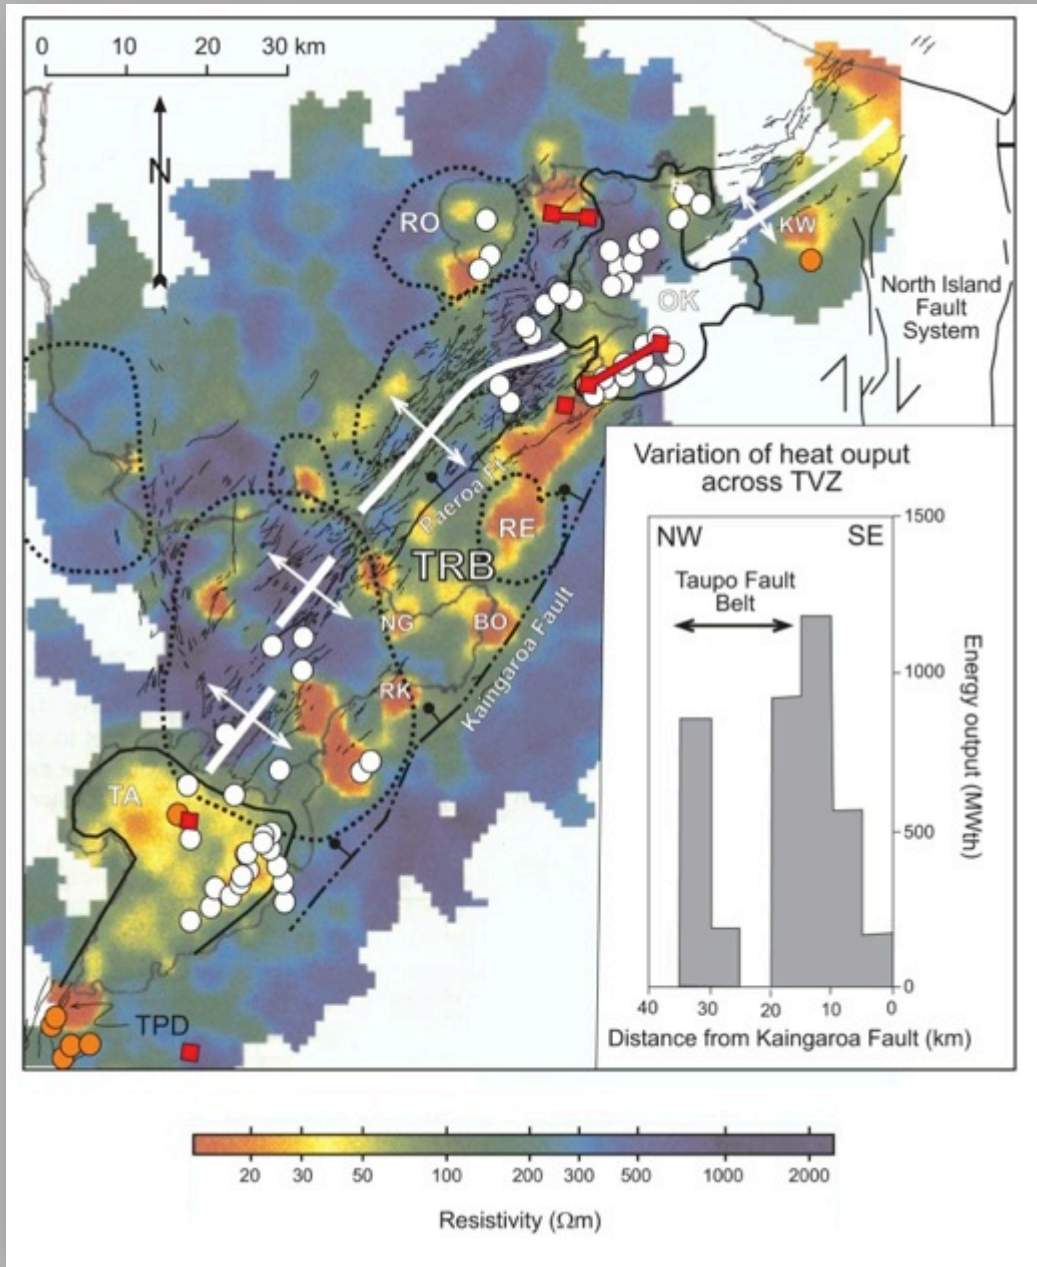 0 10 20 30 km
N
RO
KW
OK
North Island
Fault
System
Paeroa Ft.
RE
TRB
NG
BO
RK
Kaingaroa Fault
TA
TPD
Variation of heat ouput
across TVZ
NW SE
Taupo Fault
Belt
1500
1000
500
0
Energy output (MWth)
40 30 20 10 0
Distance from Kaingaroa Fault (km)
20 30 50 100 200 300 500 1000 2000
Resistivity (Ωm)